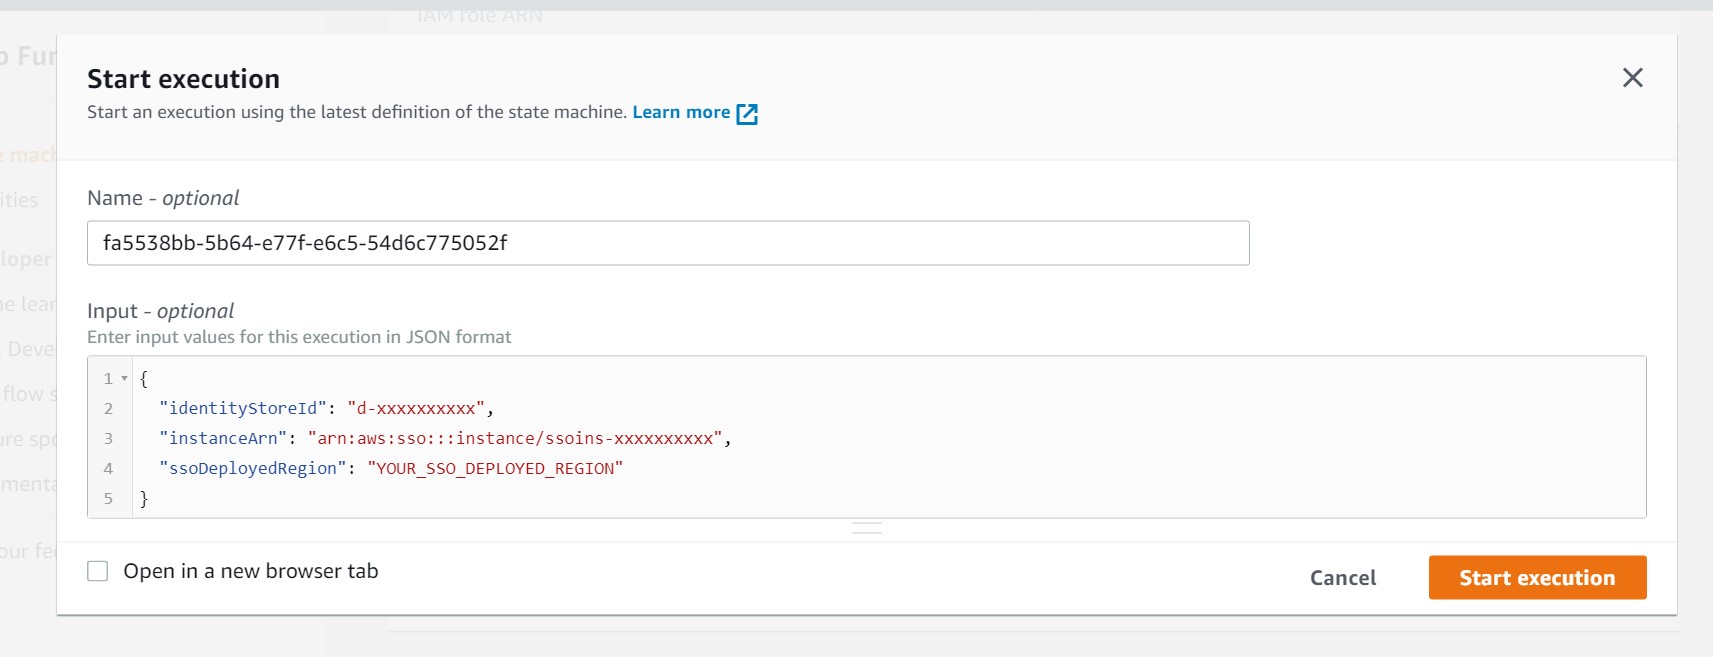 IAM role ARN
Start execution
Start an execution using the latest definition of the state machine. Learn more
Name - optional
fa5538bb-5b64-e77f-e6c5-54d6c775052f
Input - optional
Enter input values for this execution in JSON format
1 {
2 "identityStoreId": "d-xxxxxxxxxx",
3 "instanceArn": "arn:aws:sso:::instance/ssoins-xxxxxxxxxx",
4 "ssoDeployedRegion": "YOUR_SSO_DEPLOYED_REGION"
5 }
Open in a new browser tab
Cancel
Start execution